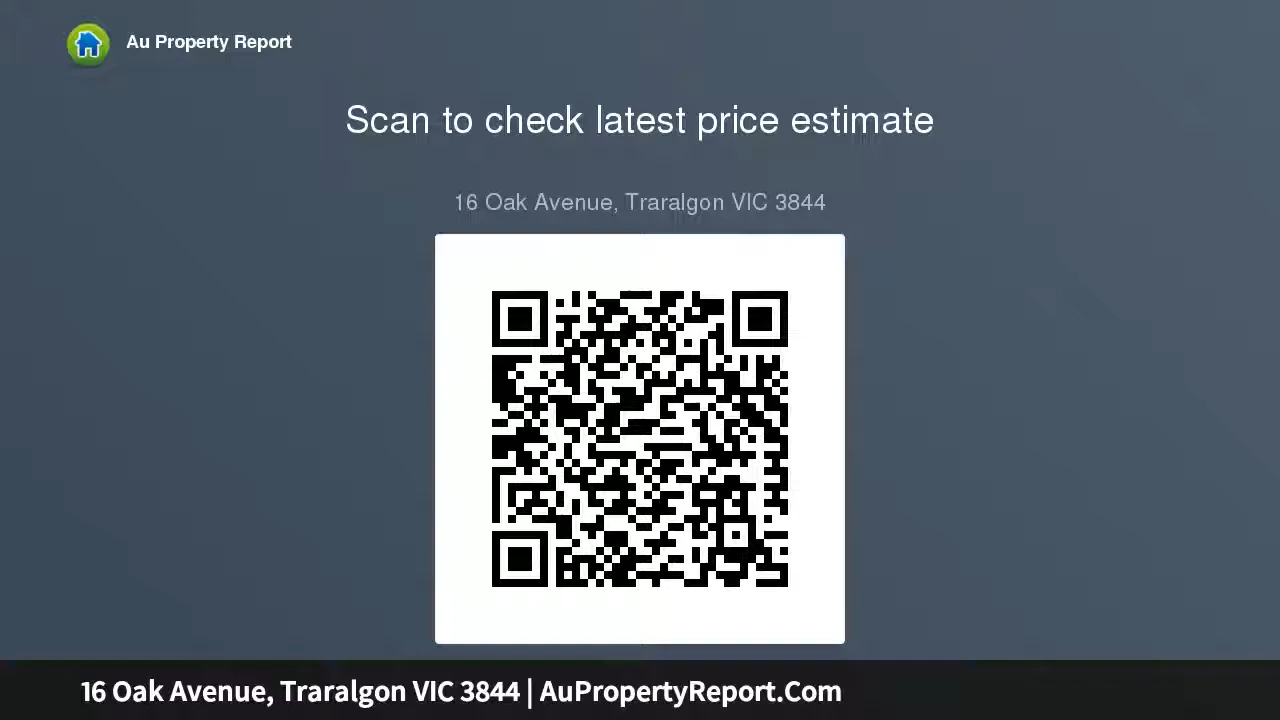 Au Property Report
Scan to check latest price estimate
16 Oak Avenue, Traralgon VIC 3844
16 Oak Avenue, Traralgon VIC 3844 | AuPropertyReport.Com